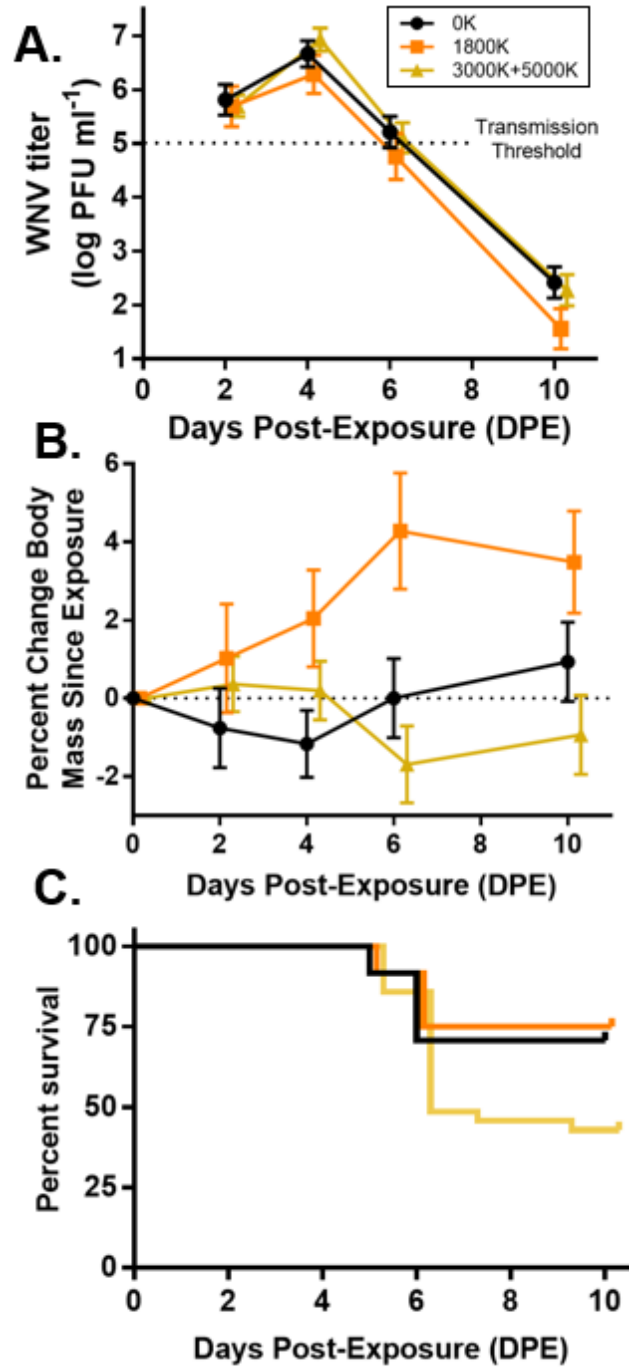 A.
0K
1800K
3000K+5000K
7
6
5
4
3
2
1
WNV titer
(log PFU ml⁻¹)
Transmission
Threshold
0 2 4 6 8 10
Days Post-Exposure (DPE)
B.
6
4
2
0
-2
Percent Change Body
Mass Since Exposure
0 2 4 6 8 10
Days Post-Exposure (DPE)
C.
100
75
50
25
0
Percent survival
0 2 4 6 8 10
Days Post-Exposure (DPE)